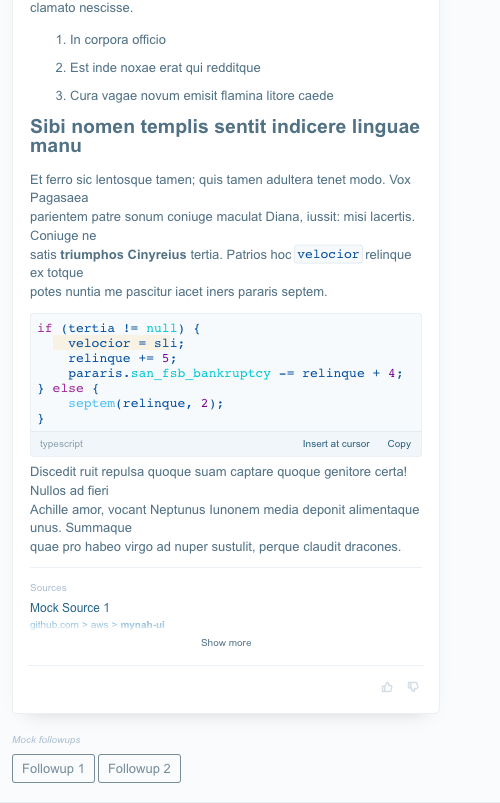 clamato nescisse.
1. In corpora officio
2. Est inde noxae erat qui redditque
3. Cura vagae novum emisit flamina litore caede
Sibi nomen templis sentit indicere linguae
manu
Et ferro sic lentosque tamen; quis tamen adultera tenet modo. Vox
Pagasaea
parientem patre sonum coniuge maculat Diana, iussit: misi lacertis.
Coniuge ne
satis triumphos Cinyreius tertia. Patrios hoc velocior relinque
ex totque
potes nuntia me pascitur iacet iners pararis septem.
if (tertia != null) {
    velocior = sli;
    relinque += 5;
    pararis.san_fsb_bankruptcy -= relinque + 4;
} else {
    septem(relinque, 2);
}
typescript Insert at cursor Copy
Discedit ruit repulsa quoque suam captare quoque genitore certa!
Nullos ad fieri
Achille amor, vocant Neptunus Iunonem media deponit alimentaque
unus. Summaque
quae pro habeo virgo ad nuper sustulit, perque claudit dracones.
Sources
Mock Source 1
github.com > aws > mynah-ui
Show more
Mock followups
Followup 1 Followup 2